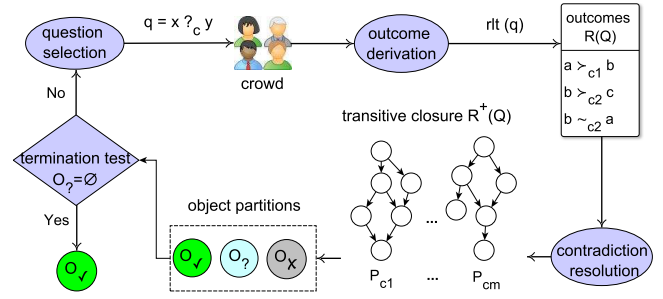 question
selection
q = x ?c y
crowd
outcome
derivation
rlt (q)
outcomes
R(Q)
a ≻c1 b
b ≻c2 c
b ∼c2 a
contradiction
resolution
transitive closure R⁺(Q)
...
Pc1
...
Pcm
object partitions
O✓
O?
O✗
termination test
O?=∅
No
Yes
O✓